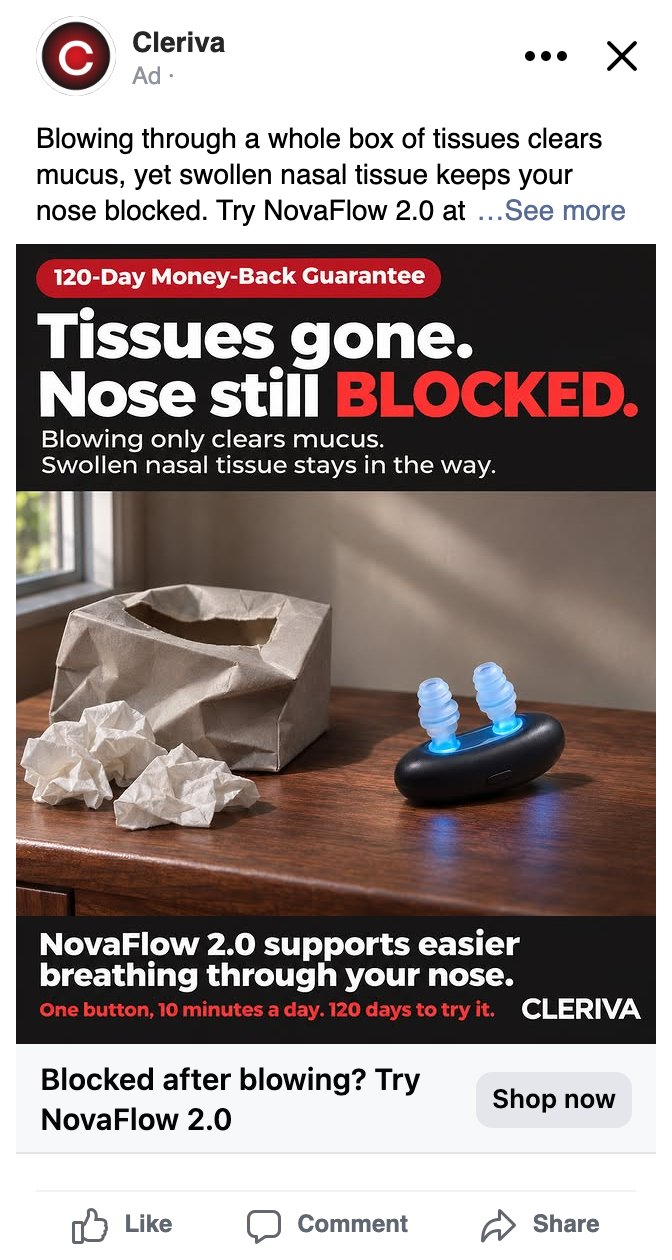 C
Cleriva
Ad ·
Blowing through a whole box of tissues clears
mucus, yet swollen nasal tissue keeps your
nose blocked. Try NovaFlow 2.0 at ...See more
120-Day Money-Back Guarantee
Tissues gone.
Nose still BLOCKED.
Blowing only clears mucus.
Swollen nasal tissue stays in the way.
NovaFlow 2.0 supports easier
breathing through your nose.
One button, 10 minutes a day. 120 days to try it.
CLERIVA
Blocked after blowing? Try
NovaFlow 2.0
Shop now
Like
Comment
Share